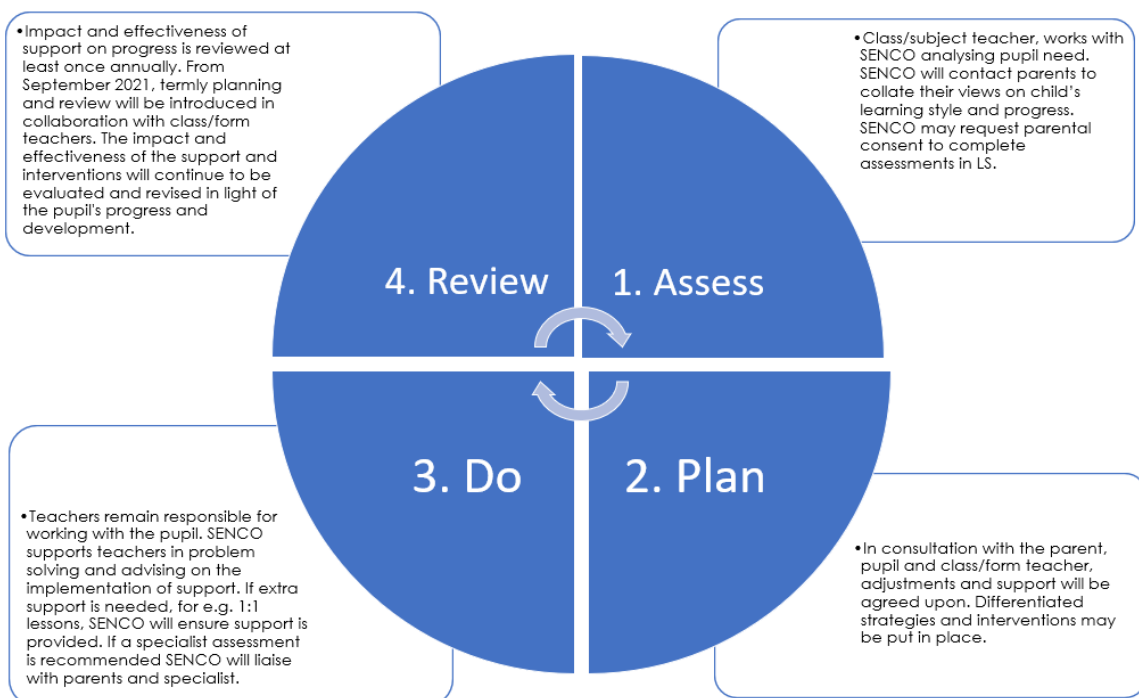 •Impact and effectiveness of
support on progress is reviewed at
least once annually. From
September 2021, termly planning
and review will be introduced in
collaboration with class/form
teachers. The impact and
effectiveness of the support and
interventions will continue to be
evaluated and revised in light of
the pupil's progress and
development.
•Class/subject teacher, works with
SENCO analysing pupil need.
SENCO will contact parents to
collate their views on child's
learning style and progress.
SENCO may request parental
consent to complete
assessments in LS.
4. Review
1. Assess
3. Do
2. Plan
•Teachers remain responsible for
working with the pupil. SENCO
supports teachers in problem
solving and advising on the
implementation of support. If extra
support is needed, for e.g. 1:1
lessons, SENCO will ensure support is
provided. If a specialist assessment
is recommended SENCO will liaise
with parents and specialist.
•In consultation with the parent,
pupil and class/form teacher,
adjustments and support will be
agreed upon. Differentiated
strategies and interventions may
be put in place.